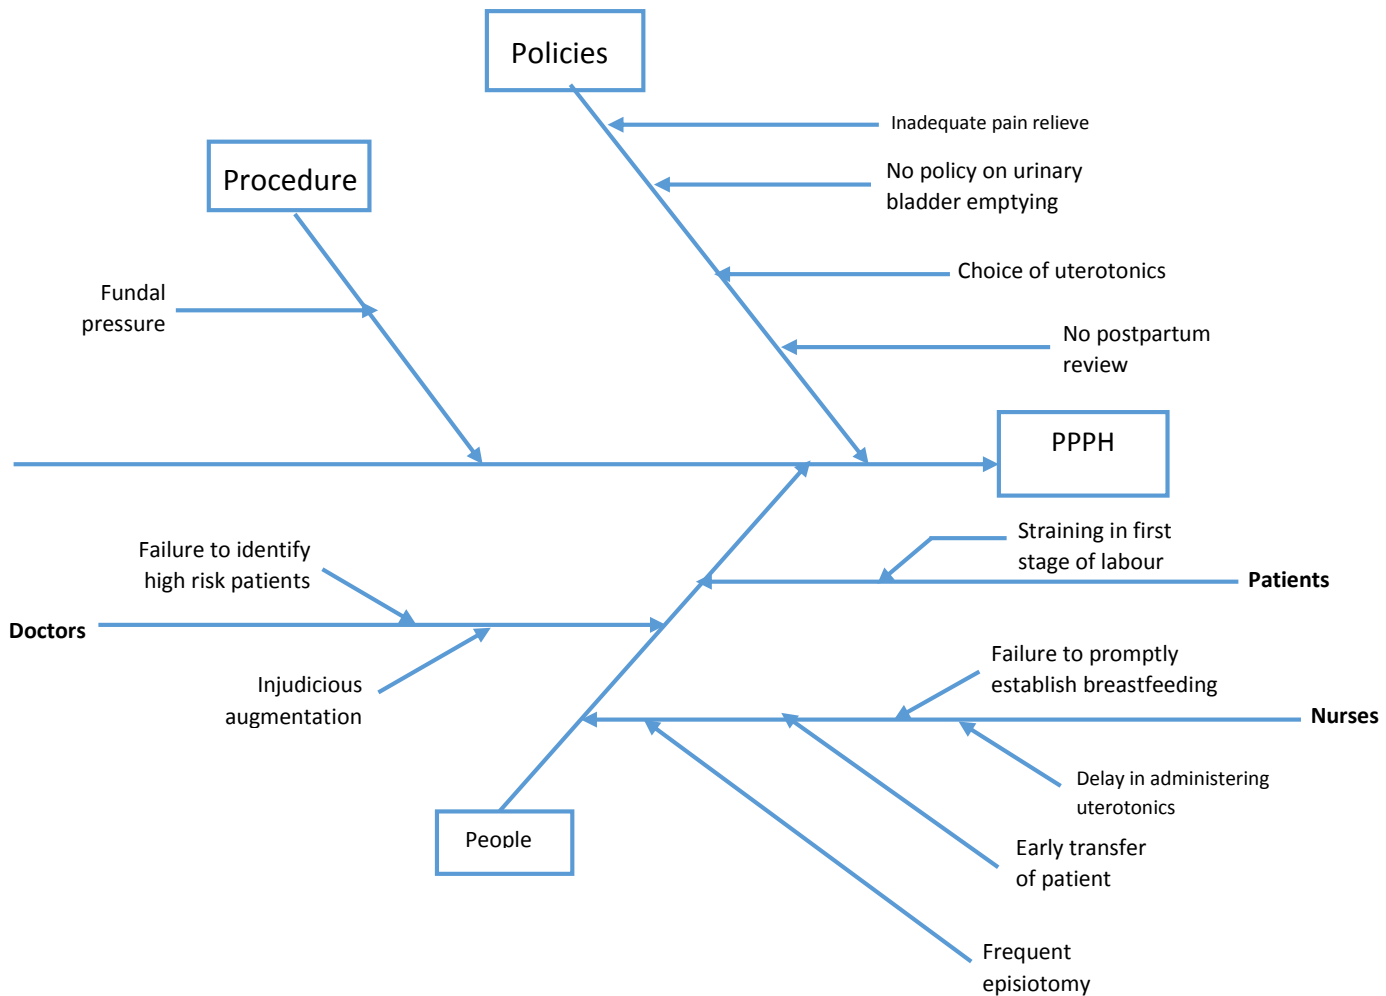 Policies
Inadequate pain relieve
No policy on urinary
bladder emptying
Procedure
Choice of uterotonics
Fundal
pressure
No postpartum
review
PPPH
Straining in first
stage of labour
Patients
Failure to identify
high risk patients
Doctors
Injudicious
augmentation
Failure to promptly
establish breastfeeding
Nurses
Delay in administering
uterotonics
People
Early transfer
of patient
Frequent
episiotomy